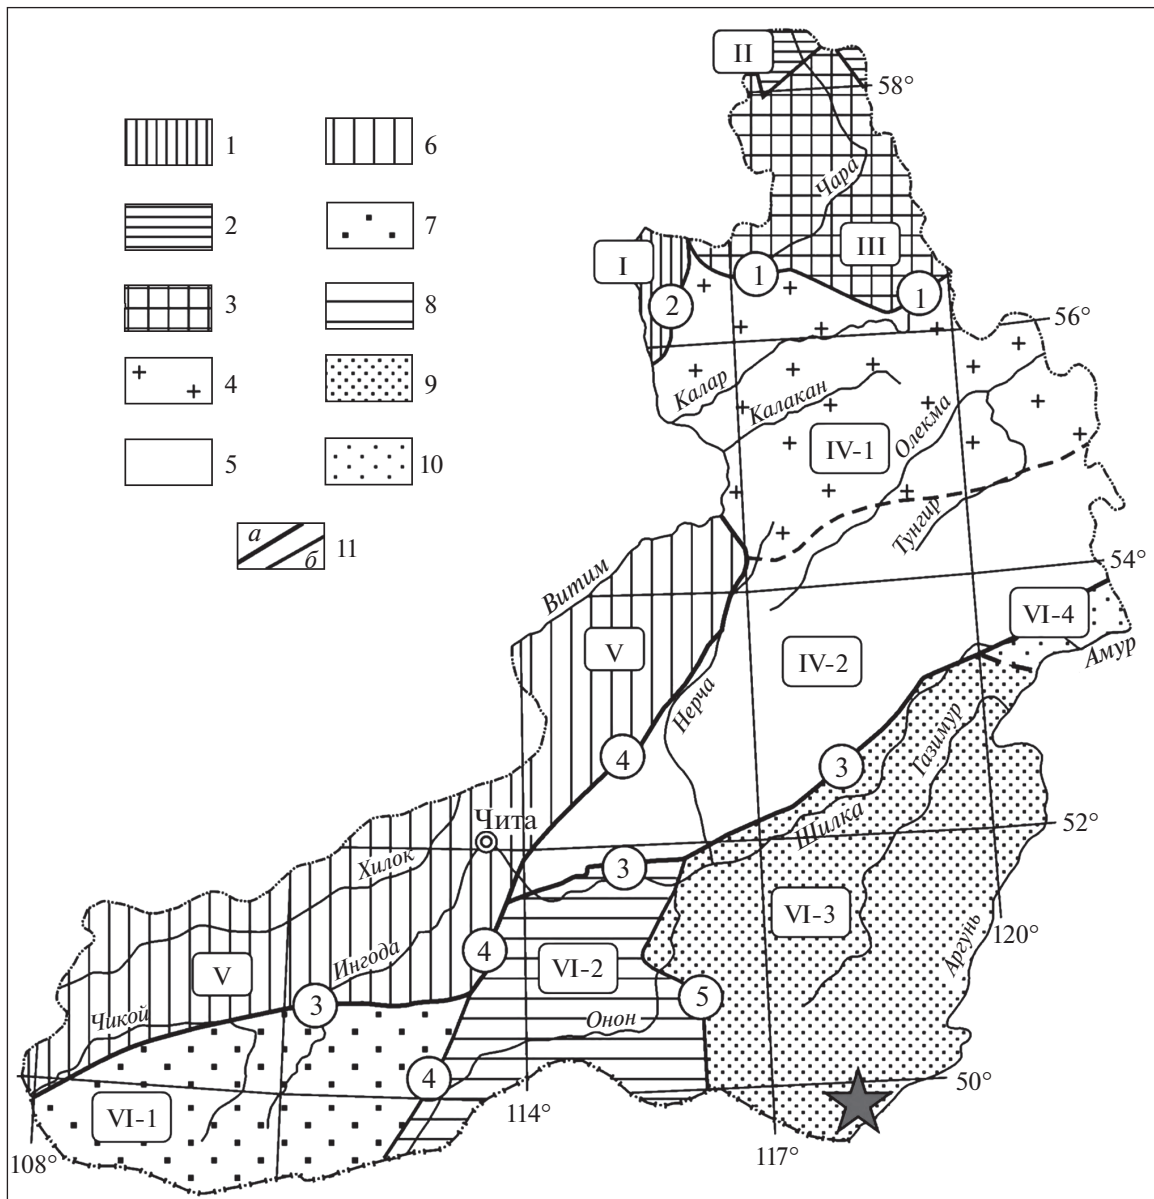 II
58°
1
6
Чара
2
7
III
I
1
3
8
2
1
56°
4
9
Калар
Калакан
Олекма
IV-1
5
10
Тунгир
а
б
11
54°
Витим
VI-4
V
IV-2
Амур
Нерча
Газимур
4
3
Чита
52°
Шилка
Хилок
3
VI-3
120°
Ингода
4
VI-2
Аргунь
V
3
5
Чикой
Онон
4
50°
VI-1
114°
117°
108°